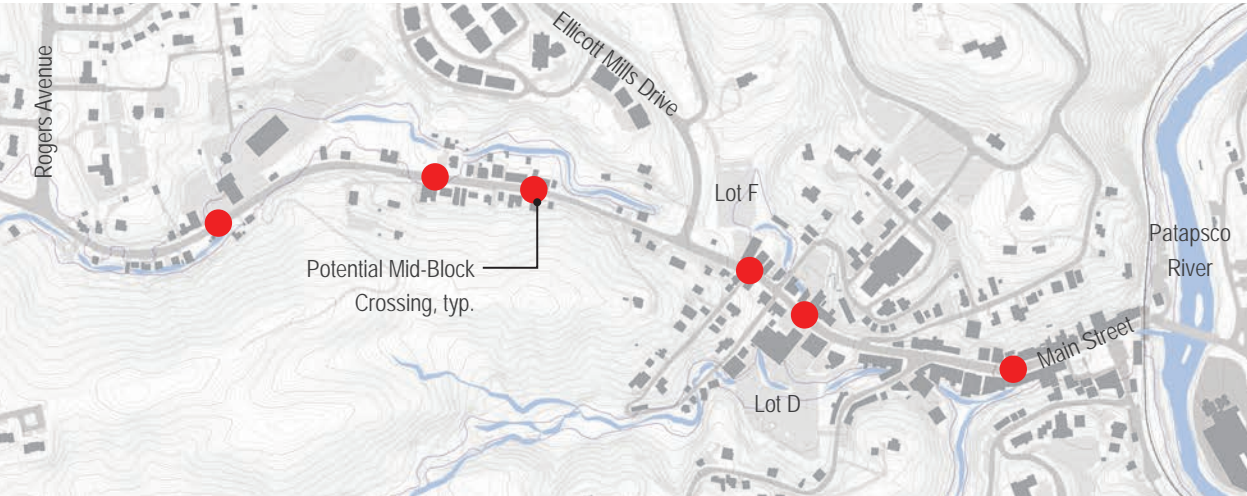 Rogers Avenue
Ellicott Mills Drive
Lot F
Patapsco
River
Potential Mid-Block
Crossing, typ.
Main Street
Lot D